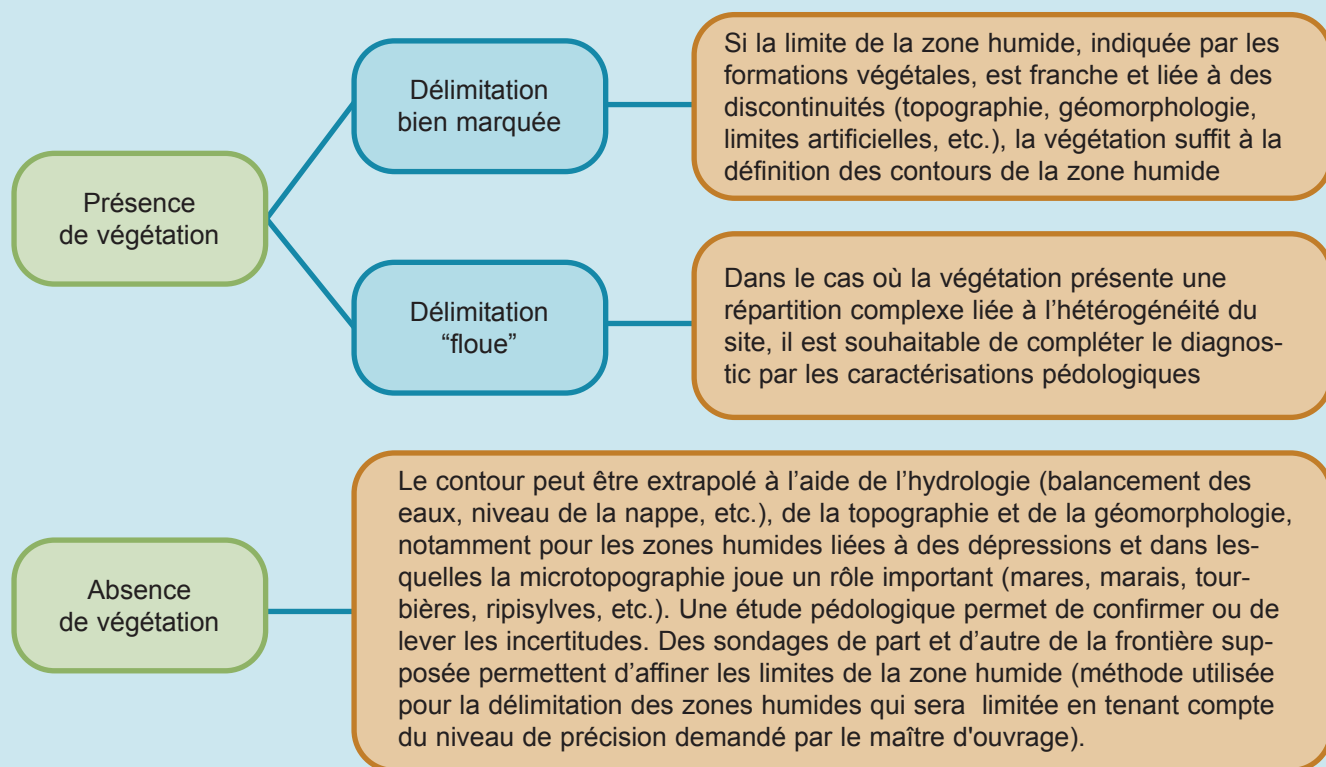 Présence
de végétation
Délimitation
bien marquée
Si la limite de la zone humide, indiquée par les
formations végétales, est franche et liée à des
discontinuités (topographie, géomorphologie,
limites artificielles, etc.), la végétation suffit à la
définition des contours de la zone humide
Délimitation
“floue”
Dans le cas où la végétation présente une
répartition complexe liée à l’hétérogénéité du
site, il est souhaitable de compléter le diagnos-
tic par les caractérisations pédologiques
Absence
de végétation
Le contour peut être extrapolé à l’aide de l’hydrologie (balancement des
eaux, niveau de la nappe, etc.), de la topographie et de la géomorphologie,
notamment pour les zones humides liées à des dépressions et dans les-
quelles la microtopographie joue un rôle important (mares, marais, tour-
bières, ripisylves, etc.). Une étude pédologique permet de confirmer ou de
lever les incertitudes. Des sondages de part et d’autre de la frontière sup-
posée permettent d’affiner les limites de la zone humide (méthode utilisée
pour la délimitation des zones humides qui sera limitée en tenant compte
du niveau de précision demandé par le maître d'ouvrage).